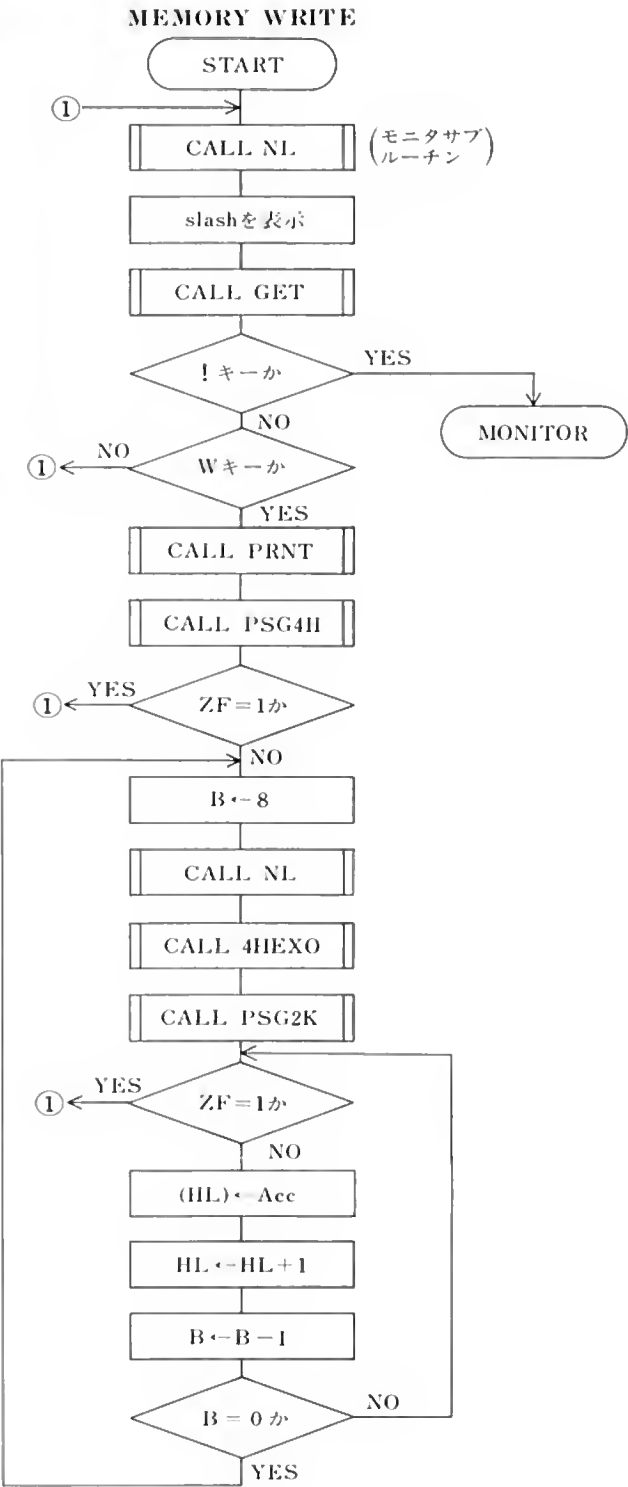 MEMORY WRITE
START
①
CALL NL
(モニタサブ
ルーチン)
slashを表示
CALL GET
!キーか
YES
MONITOR
NO
Wキーか
NO
①
YES
CALL PRNT
CALL PSG4H
ZF=1か
YES
①
NO
B←8
CALL NL
CALL 4HEXO
CALL PSG2K
ZF=1か
YES
①
NO
(HL)←Acc
HL←HL+1
B←B-1
B=0か
NO
YES